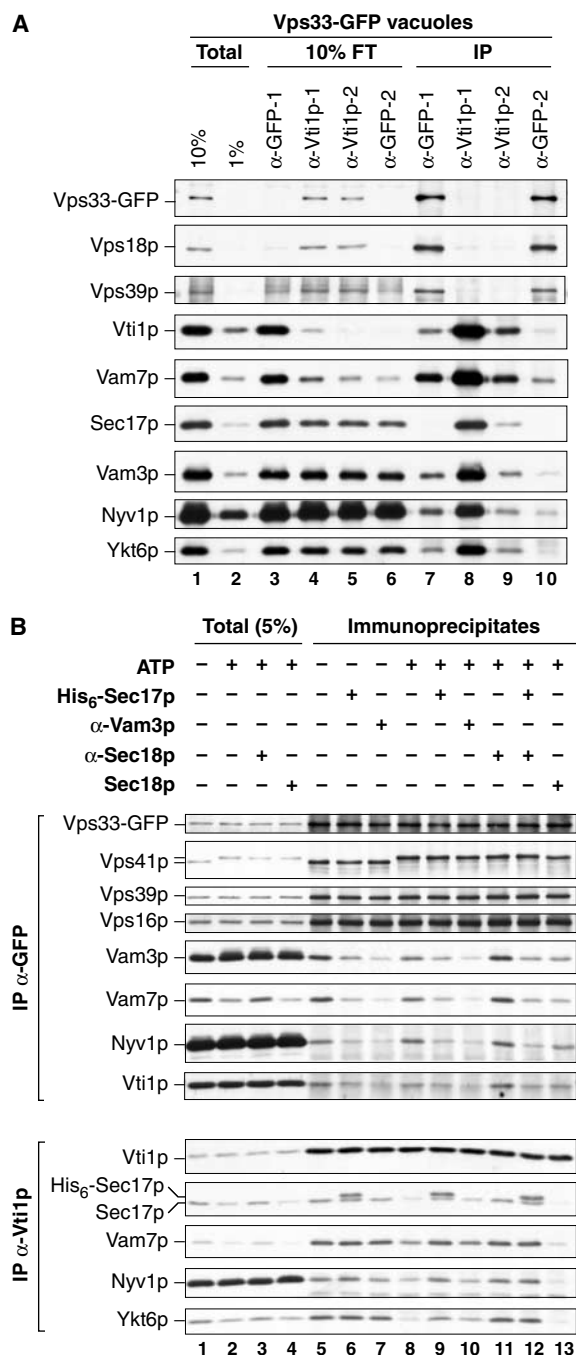 A
Vps33-GFP vacuoles
Total 10% FT IP
10% 1% α-GFP-1 α-Vti1p-1 α-Vti1p-2 α-GFP-2 α-GFP-1 α-Vti1p-1 α-Vti1p-2 α-GFP-2
Vps33-GFP
Vps18p
Vps39p
Vti1p
Vam7p
Sec17p
Vam3p
Nyv1p
Ykt6p
1 2 3 4 5 6 7 8 9 10
B
Total (5%) Immunoprecipitates
ATP – + + + – – – + + + + + +
His6-Sec17p – – – – – + – – + – – + –
α-Vam3p – – – – – – + – – + – – –
α-Sec18p – – + – – – – – – – + + –
Sec18p – – – + – – – – – – – – +
IP α-GFP
Vps33-GFP
Vps41p
Vps39p
Vps16p
Vam3p
Vam7p
Nyv1p
Vti1p
IP α-Vti1p
Vti1p
His6-Sec17p
Sec17p
Vam7p
Nyv1p
Ykt6p
1 2 3 4 5 6 7 8 9 10 11 12 13